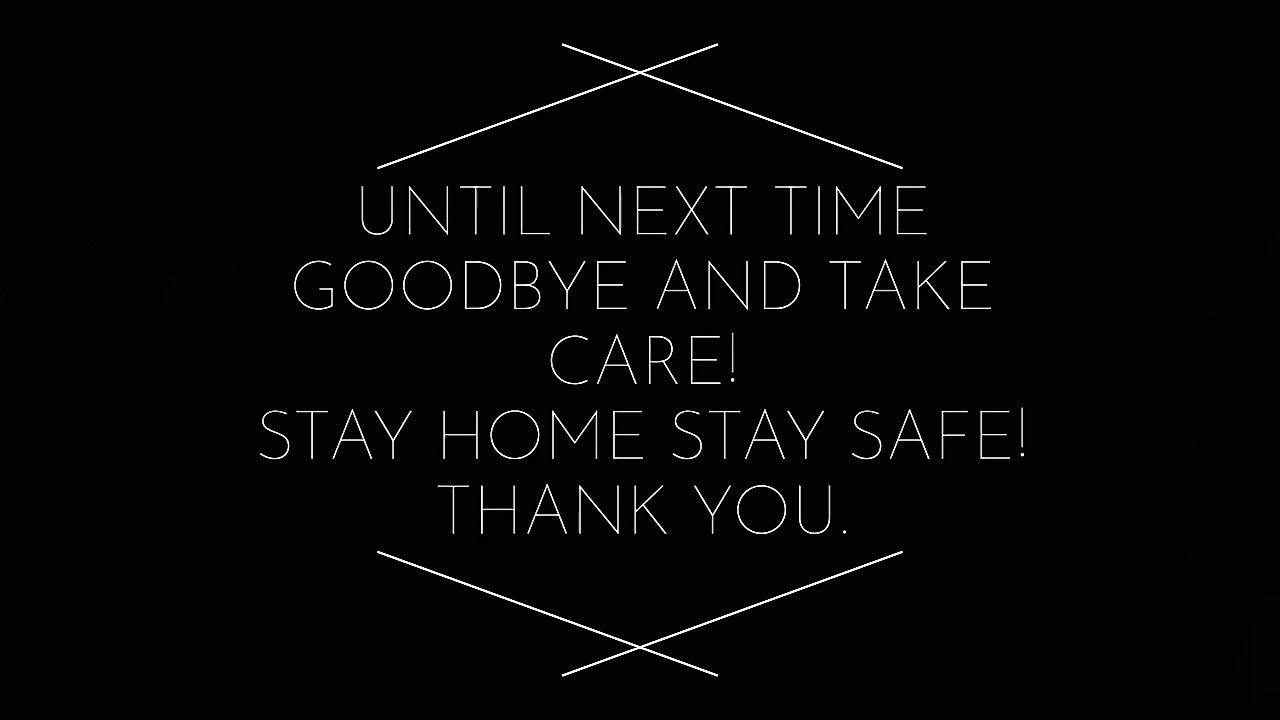 UNTIL NEXT TIME
GOODBYE AND TAKE
CARE!
STAY HOME STAY SAFE!
THANK YOU.